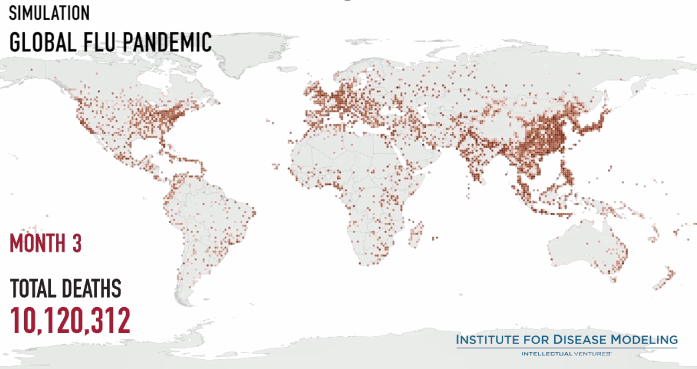 SIMULATION
GLOBAL FLU PANDEMIC
MONTH 3
TOTAL DEATHS
10,120,312
INSTITUTE FOR DISEASE MODELING
INTELLECTUAL VENTURES®